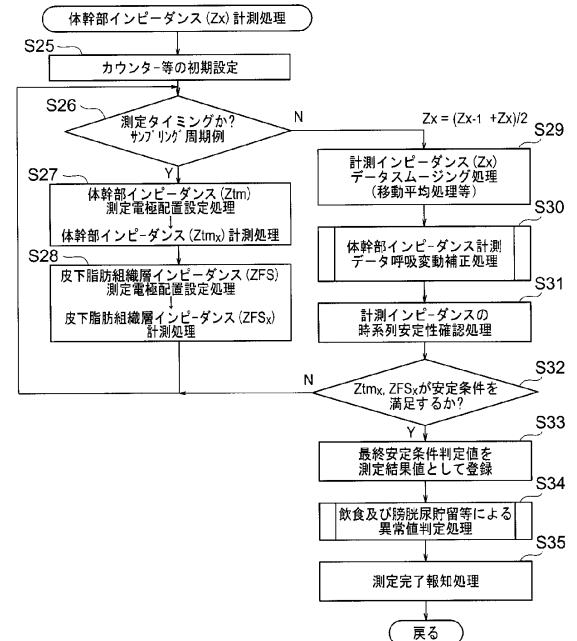 体幹部インピーダンス(Zx)計測処理
S25
カウンター等の初期設定
S26
測定タイミングか?
サンプリング周期例
N
Y
S27
体幹部インピーダンス(Ztm)
測定電極配置設定処理
↓
体幹部インピーダンス(Ztmx)計測処理
S28
皮下脂肪組織層インピーダンス(ZFS)
測定電極配置設定処理
↓
皮下脂肪組織層インピーダンス(ZFSx)
計測処理
Zx = (Zx-1 +Zx)/2
S29
計測インピーダンス(Zx)
データスムージング処理
(移動平均処理等)
S30
体幹部インピーダンス計測
データ呼吸変動補正処理
S31
計測インピーダンスの
時系列安定性確認処理
S32
Ztmx, ZFSxが安定条件を
満足するか?
N
Y
S33
最終安定条件判定値を
測定結果値として登録
S34
飲食及び膀胱尿貯留等による
異常値判定処理
S35
測定完了報知処理
戻る